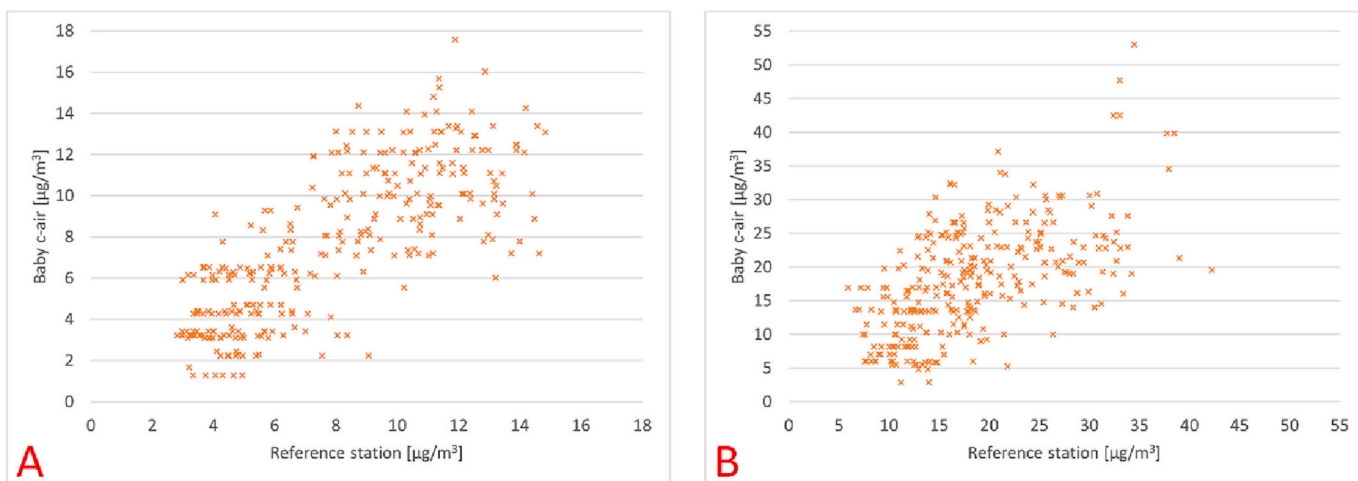 18
16
14
12
10
8
6
4
2
0
Baby c-air [µg/m³]
0 2 4 6 8 10 12 14 16 18
Reference station [µg/m³]
A
55
50
45
40
35
30
25
20
15
10
5
0
Baby c-air [µg/m³]
0 5 10 15 20 25 30 35 40 45 50 55
Reference station [µg/m³]
B